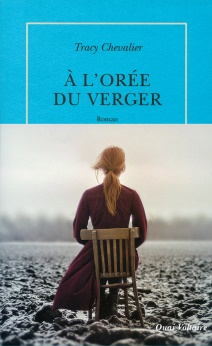 Tracy Chevalier
À L'ORÉE
DU VERGER
Roman
Quai Voltaire